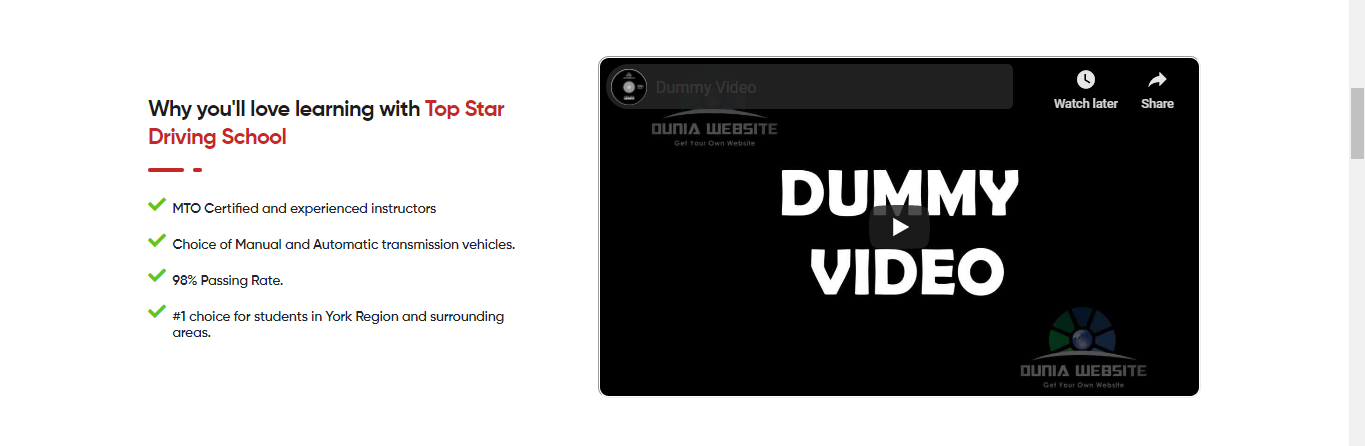 Why you'll love learning with Top Star
Driving School
MTO Certified and experienced instructors
Choice of Manual and Automatic transmission vehicles.
98% Passing Rate.
#1 choice for students in York Region and surrounding
areas.
Dummy Video
Watch later
Share
DUNIA WEBSITE
Get Your Own Website
DUMMY
VIDEO
DUNIA WEBSITE
Get Your Own Website